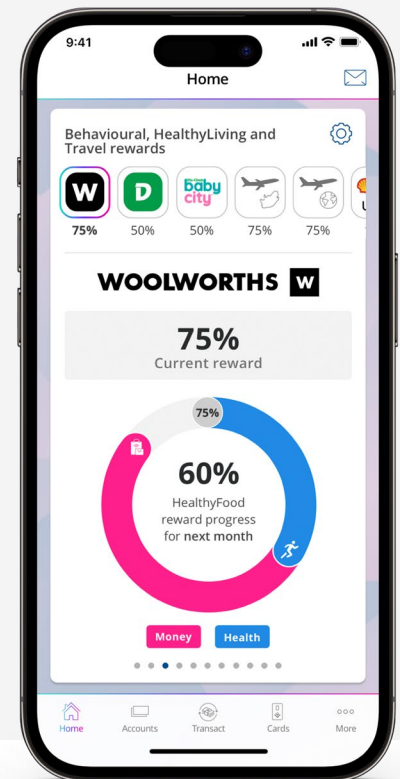 9:41
Home
Behavioural, HealthyLiving and
Travel rewards
W
D
baby
city
75%
50%
50%
75%
75%
WOOLWORTHS W
75%
Current reward
75%
60%
HealthyFood
reward progress
for next month
Money
Health
Home
Accounts
Transact
Cards
More